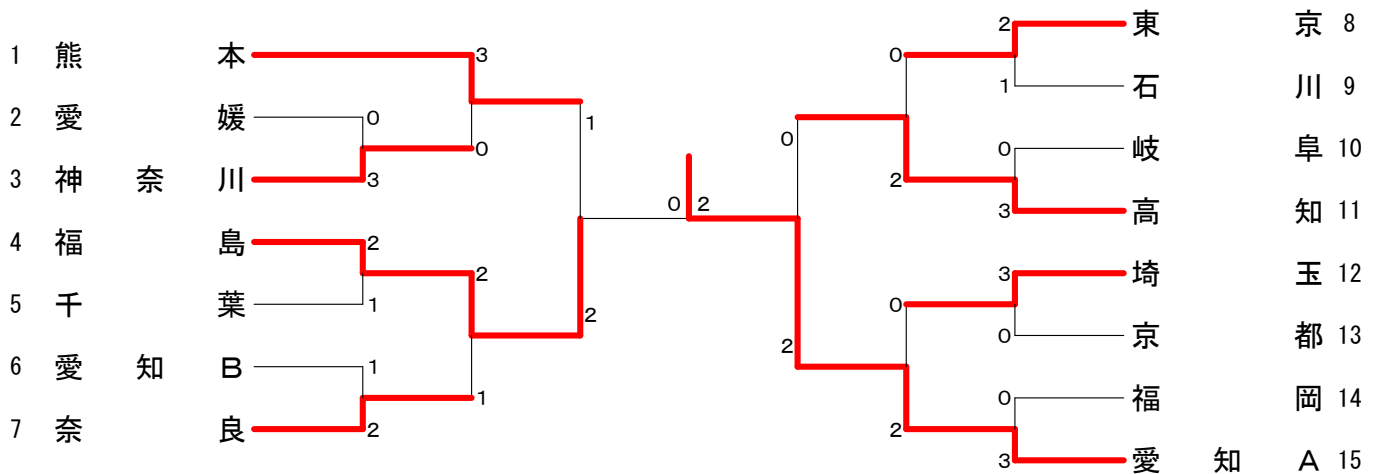 1 熊本 3
2 愛媛 0
3 神奈川 3
0
1
4 福島 2
5 千葉 1
2
6 愛知B 1
7 奈良 2
1
2
0 2
東京 8 2
石川 9 1
0
岐阜 10 0
高知 11 3
2
0
埼玉 12 3
京都 13 0
0
福岡 14 0
愛知A 15 3
2
2